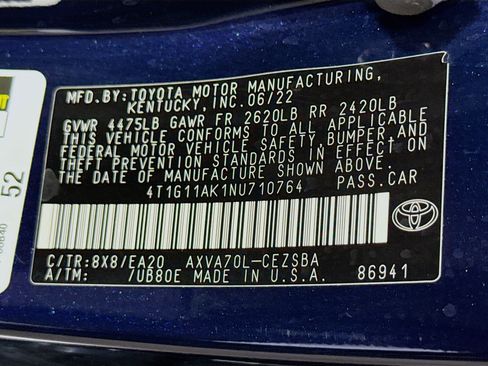 MFD.BY:TOYOTA MOTOR MANUFACTURING,
KENTUCKY, INC.06/22
GVWR 4475LB GAWR FR 2620LB RR 2420LB
THIS VEHICLE CONFORMS TO ALL APPLICABLE
FEDERAL MOTOR VEHICLE SAFETY,BUMPER,AND
THEFT PREVENTION STANDARDS IN EFFECT ON
THE DATE OF MANUFACTURE SHOWN ABOVE.
4T1G11AK1NU710764 PASS.CAR
C/TR:8X8/EA20 AXVA70L-CEZSBA
A/TM: /UB80E MADE IN U.S.A. 86941
TOYOTA
52